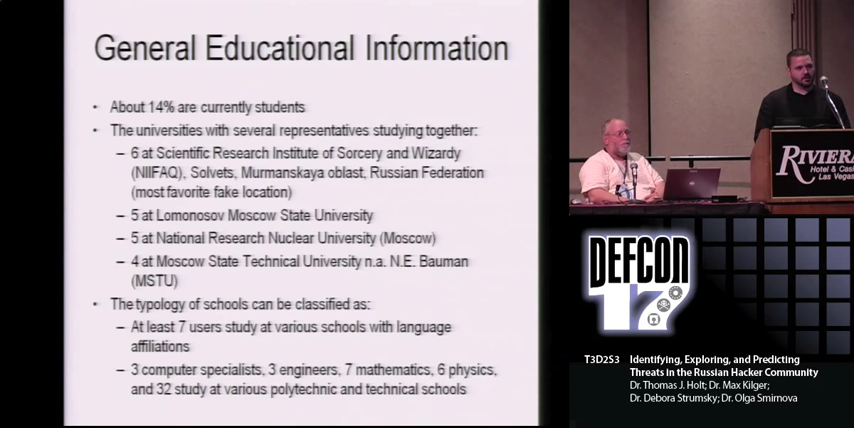 General Educational Information
• About 14% are currently students
• The universities with several representatives studying together:
– 6 at Scientific Research Institute of Sorcery and Wizardy
(NIIFAQ), Solvets, Murmanskaya oblast, Russian Federation
(most favorite fake location)
– 5 at Lomonosov Moscow State University
– 5 at National Research Nuclear University (Moscow)
– 4 at Moscow State Technical University n.a. N.E. Bauman
(MSTU)
• The typology of schools can be classified as:
– At least 7 users study at various schools with language
affiliations
– 3 computer specialists, 3 engineers, 7 mathematics, 6 physics,
and 32 study at various polytechnic and technical schools
RIVIERA
Hotel & Cas
Las Vegas
DEFCON
17
T3D2S3 Identifying, Exploring, and Predicting
Threats in the Russian Hacker Community
Dr. Thomas J. Holt; Dr. Max Kilger;
Dr. Debora Strumsky; Dr. Olga Smirnova